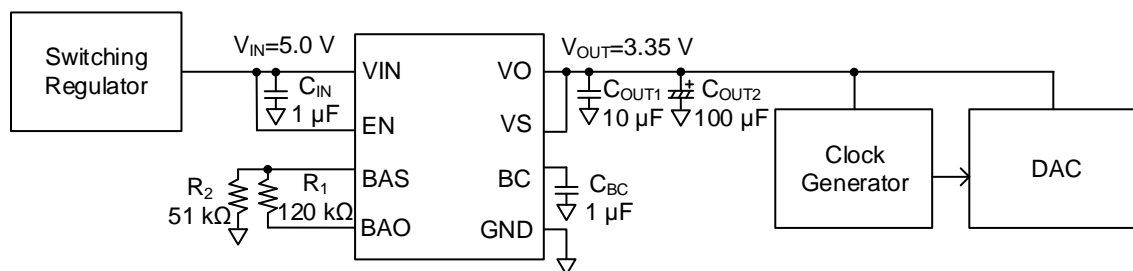 Switching
Regulator
V_IN=5.0 V
C_IN
1 µF
VIN
EN
BAS
BAO
VO
VS
BC
GND
R_2
51 kΩ
R_1
120 kΩ
V_OUT=3.35 V
C_OUT1
10 µF
+
C_OUT2
100 µF
C_BC
1 µF
Clock
Generator
DAC